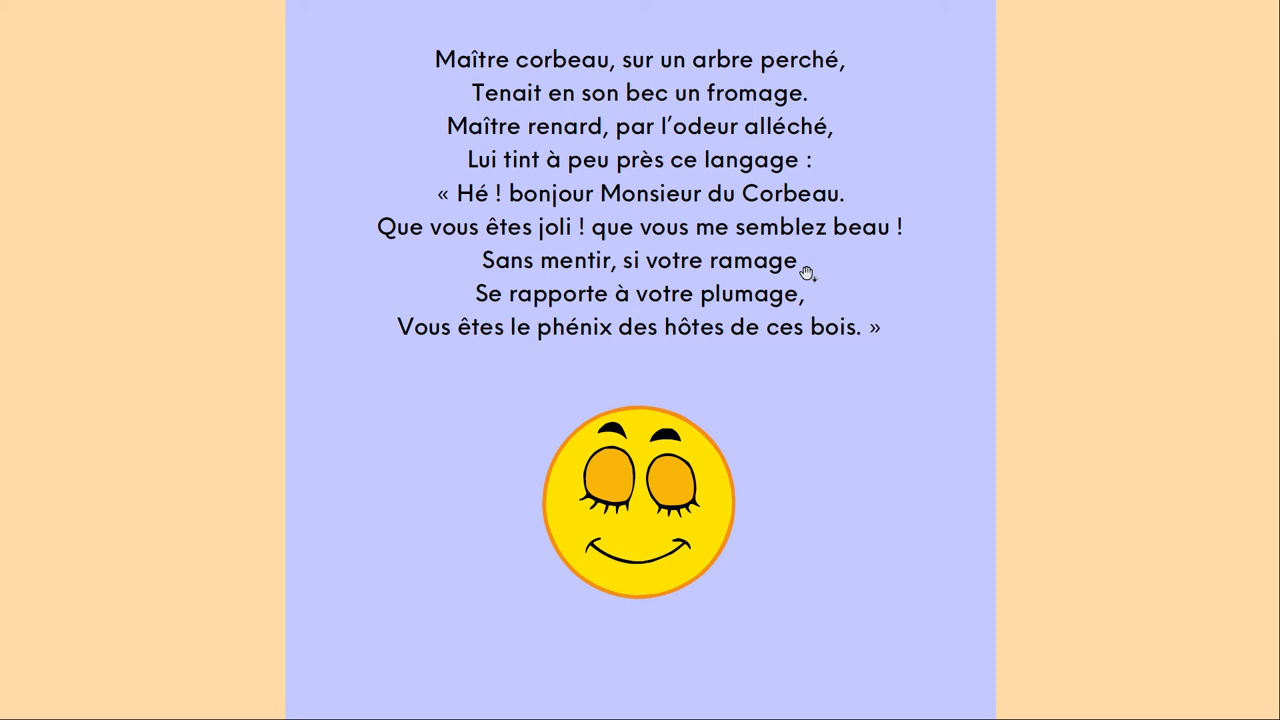 Maître corbeau, sur un arbre perché,
Tenait en son bec un fromage.
Maître renard, par l’odeur alléché,
Lui tint à peu près ce langage :
« Hé ! bonjour Monsieur du Corbeau.
Que vous êtes joli ! que vous me semblez beau !
Sans mentir, si votre ramage
Se rapporte à votre plumage,
Vous êtes le phénix des hôtes de ces bois. »